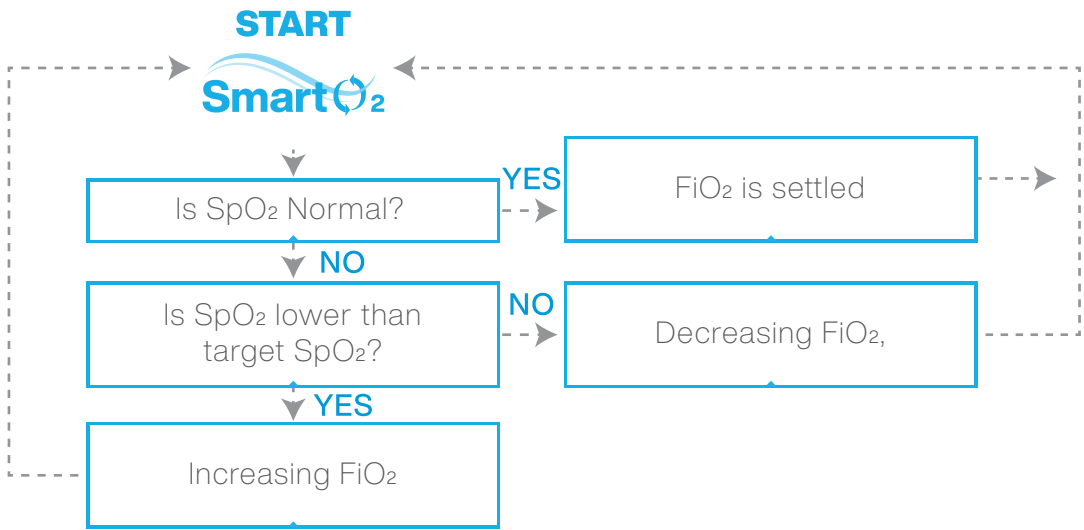 START
SmartO2
Is SpO2 Normal?
YES
FiO2 is settled
NO
Is SpO2 lower than
target SpO2?
NO
Decreasing FiO2,
YES
Increasing FiO2